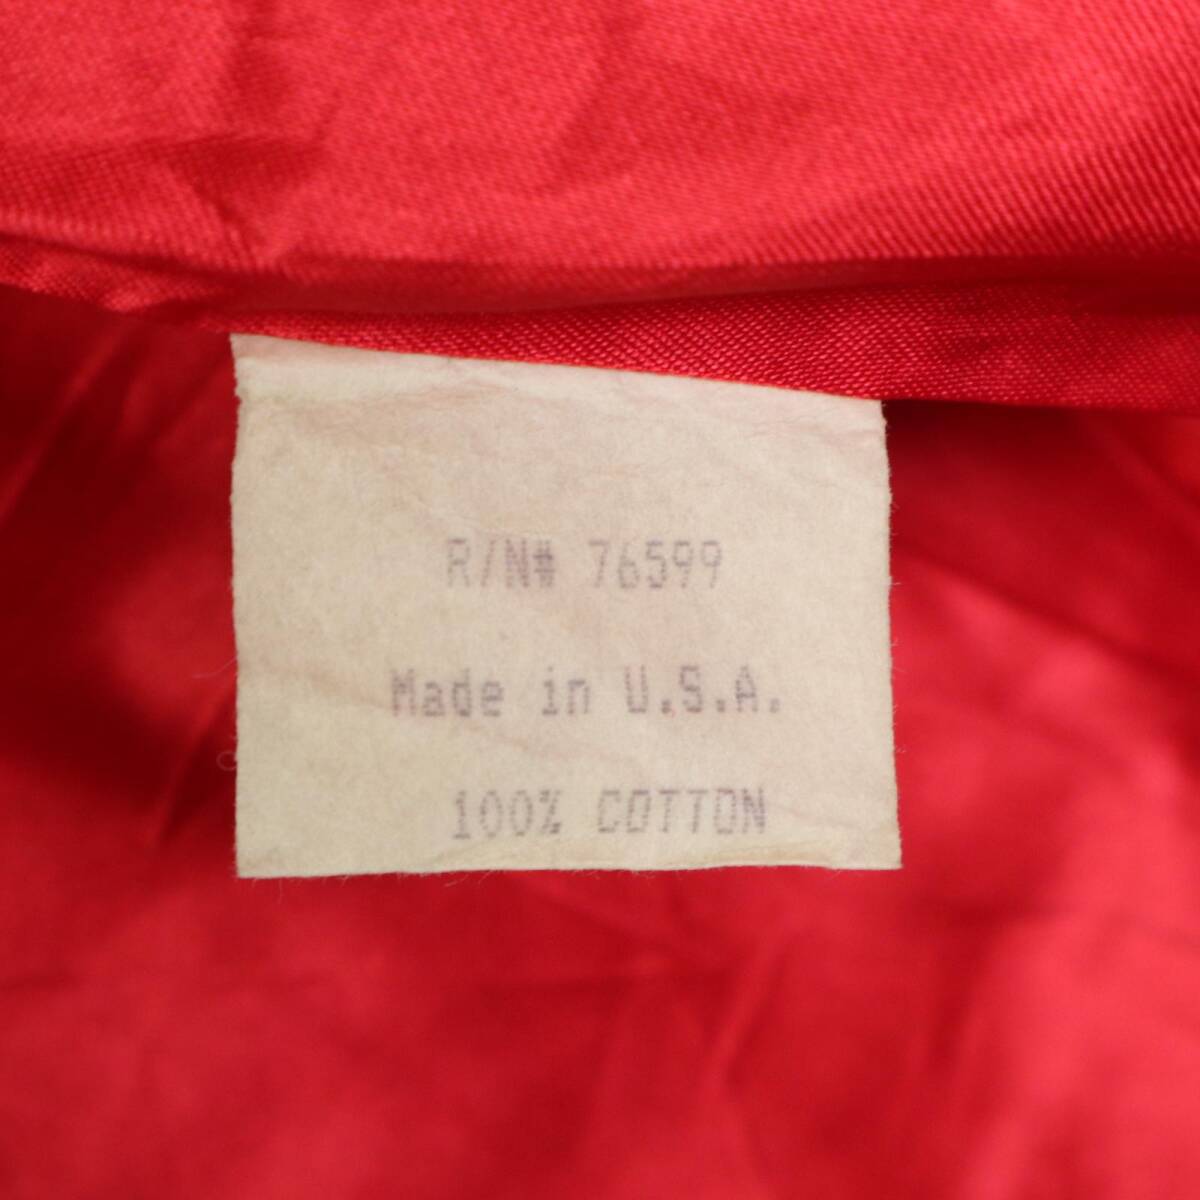 R/N# 76599
Made in U.S.A.
100% COTTON